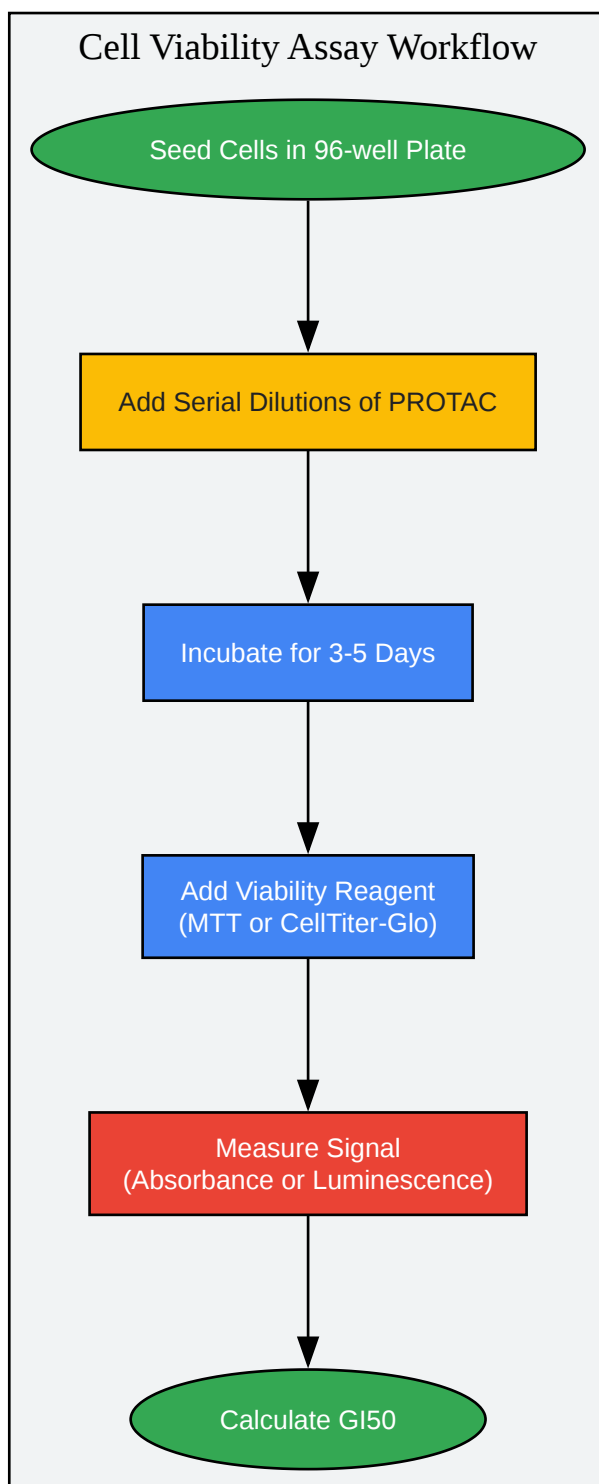 Cell Viability Assay Workflow
Seed Cells in 96-well Plate
Add Serial Dilutions of PROTAC
Incubate for 3-5 Days
Add Viability Reagent
(MTT or CellTiter-Glo)
Measure Signal
(Absorbance or Luminescence)
Calculate GI50